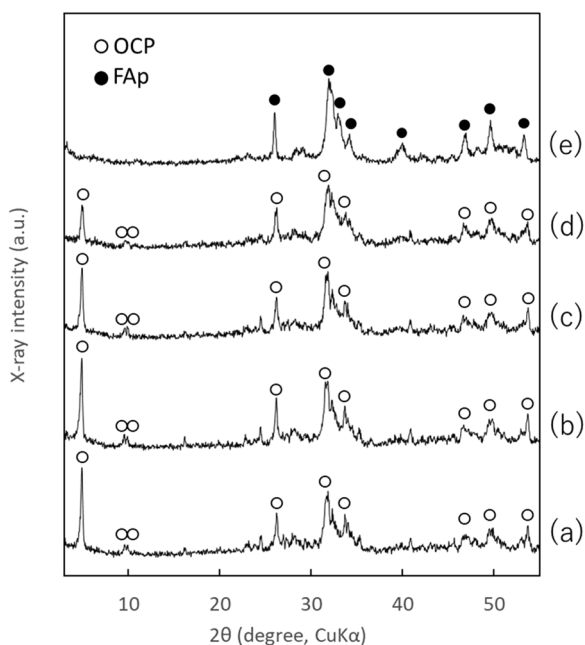 OCP
FAp
(e)
(d)
(c)
(b)
(a)
X-ray intensity (a.u.)
10 20 30 40 50
2θ (degree, CuKα)